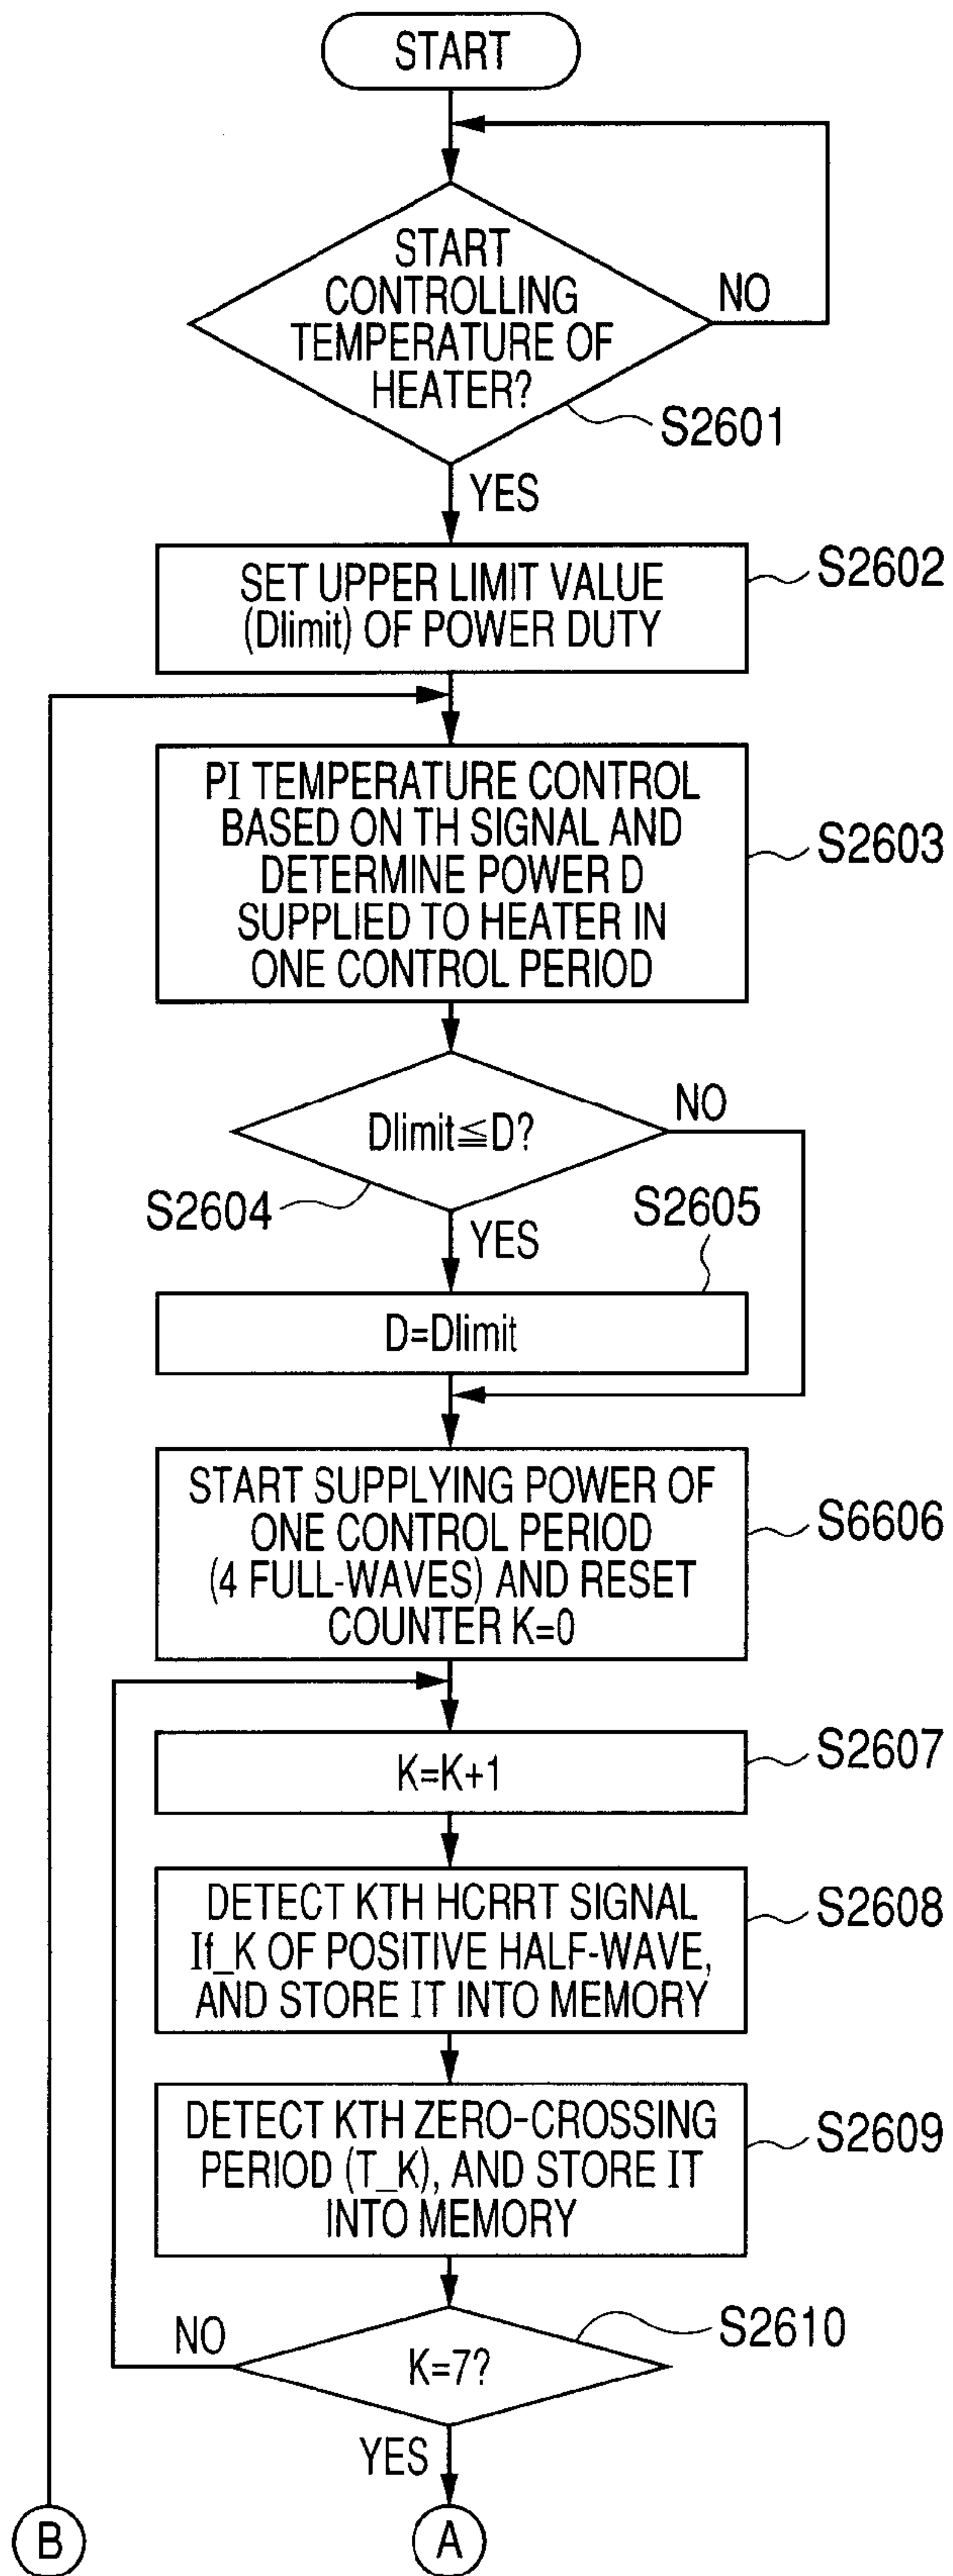 START
START
CONTROLLING
TEMPERATURE OF
HEATER?
NO
S2601
YES
SET UPPER LIMIT VALUE
(Dlimit) OF POWER DUTY
S2602
PI TEMPERATURE CONTROL
BASED ON TH SIGNAL AND
DETERMINE POWER D
SUPPLIED TO HEATER IN
ONE CONTROL PERIOD
S2603
Dlimit≦D?
NO
S2604
YES
S2605
D=Dlimit
START SUPPLYING POWER OF
ONE CONTROL PERIOD
(4 FULL-WAVES) AND RESET
COUNTER K=0
S6606
K=K+1
S2607
DETECT KTH HCRRT SIGNAL
If_K OF POSITIVE HALF-WAVE,
AND STORE IT INTO MEMORY
S2608
DETECT KTH ZERO-CROSSING
PERIOD (T_K), AND STORE IT
INTO MEMORY
S2609
K=7?
NO
S2610
YES
B
A